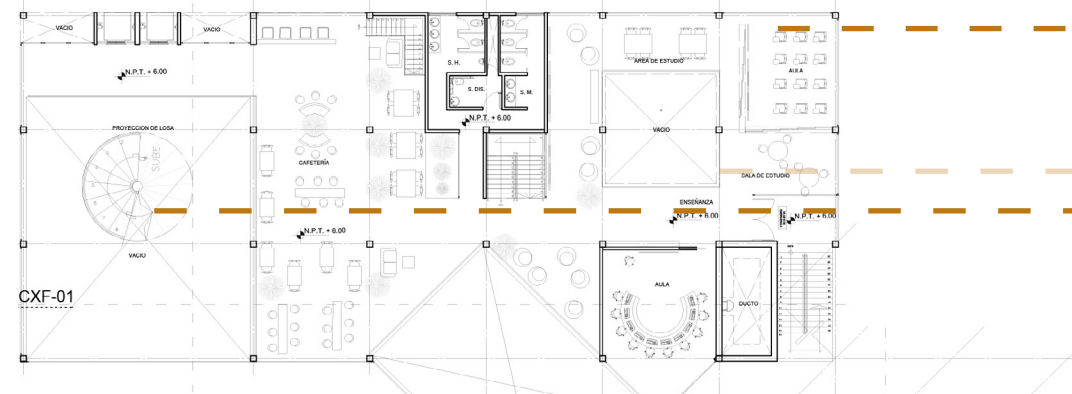 VACIO
VACIO
N.P.T. + 6.00
PROYECCION DE LOSA
SUBE
VACIO
CXF-01
CAFETERÍA
N.P.T. + 6.00
S. H.
S. DIS.
S. M.
N.P.T. + 6.00
AREA DE ESTUDIO
VACIO
AULA
SALA DE ESTUDIO
ENSEÑANZA
N.P.T. + 6.00
N.P.T. + 6.00
AULA
DUCTO